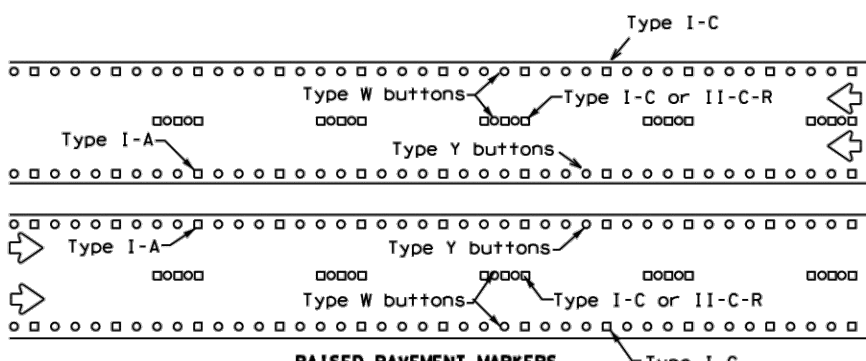 Type I-C
Type W buttons
Type I-C or II-C-R
Type I-A
Type Y buttons
Type I-A
Type Y buttons
Type W buttons
Type I-C or II-C-R
RAISED PAVEMENT MARKERS
Type I-C